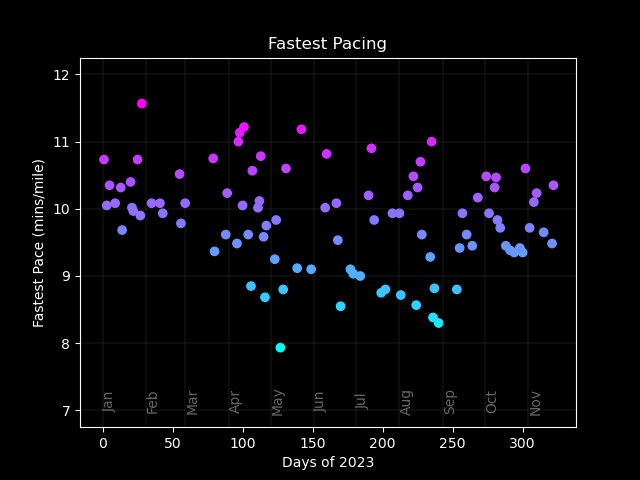 Fastest Pacing
Fastest Pace (mins/mile)
12
11
10
9
8
7
Jan
Feb
Mar
Apr
May
Jun
Jul
Aug
Sep
Oct
Nov
0
50
100
150
200
250
300
Days of 2023